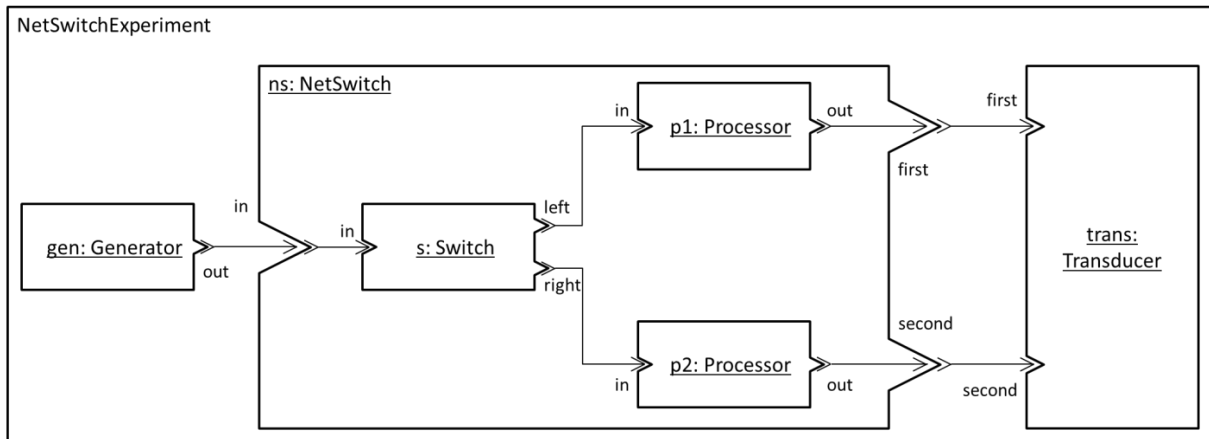 NetSwitchExperiment
ns: NetSwitch
in
p1: Processor
out
first
first
in
gen: Generator
out
in
s: Switch
left
right
trans:
Transducer
second
in
p2: Processor
out
second